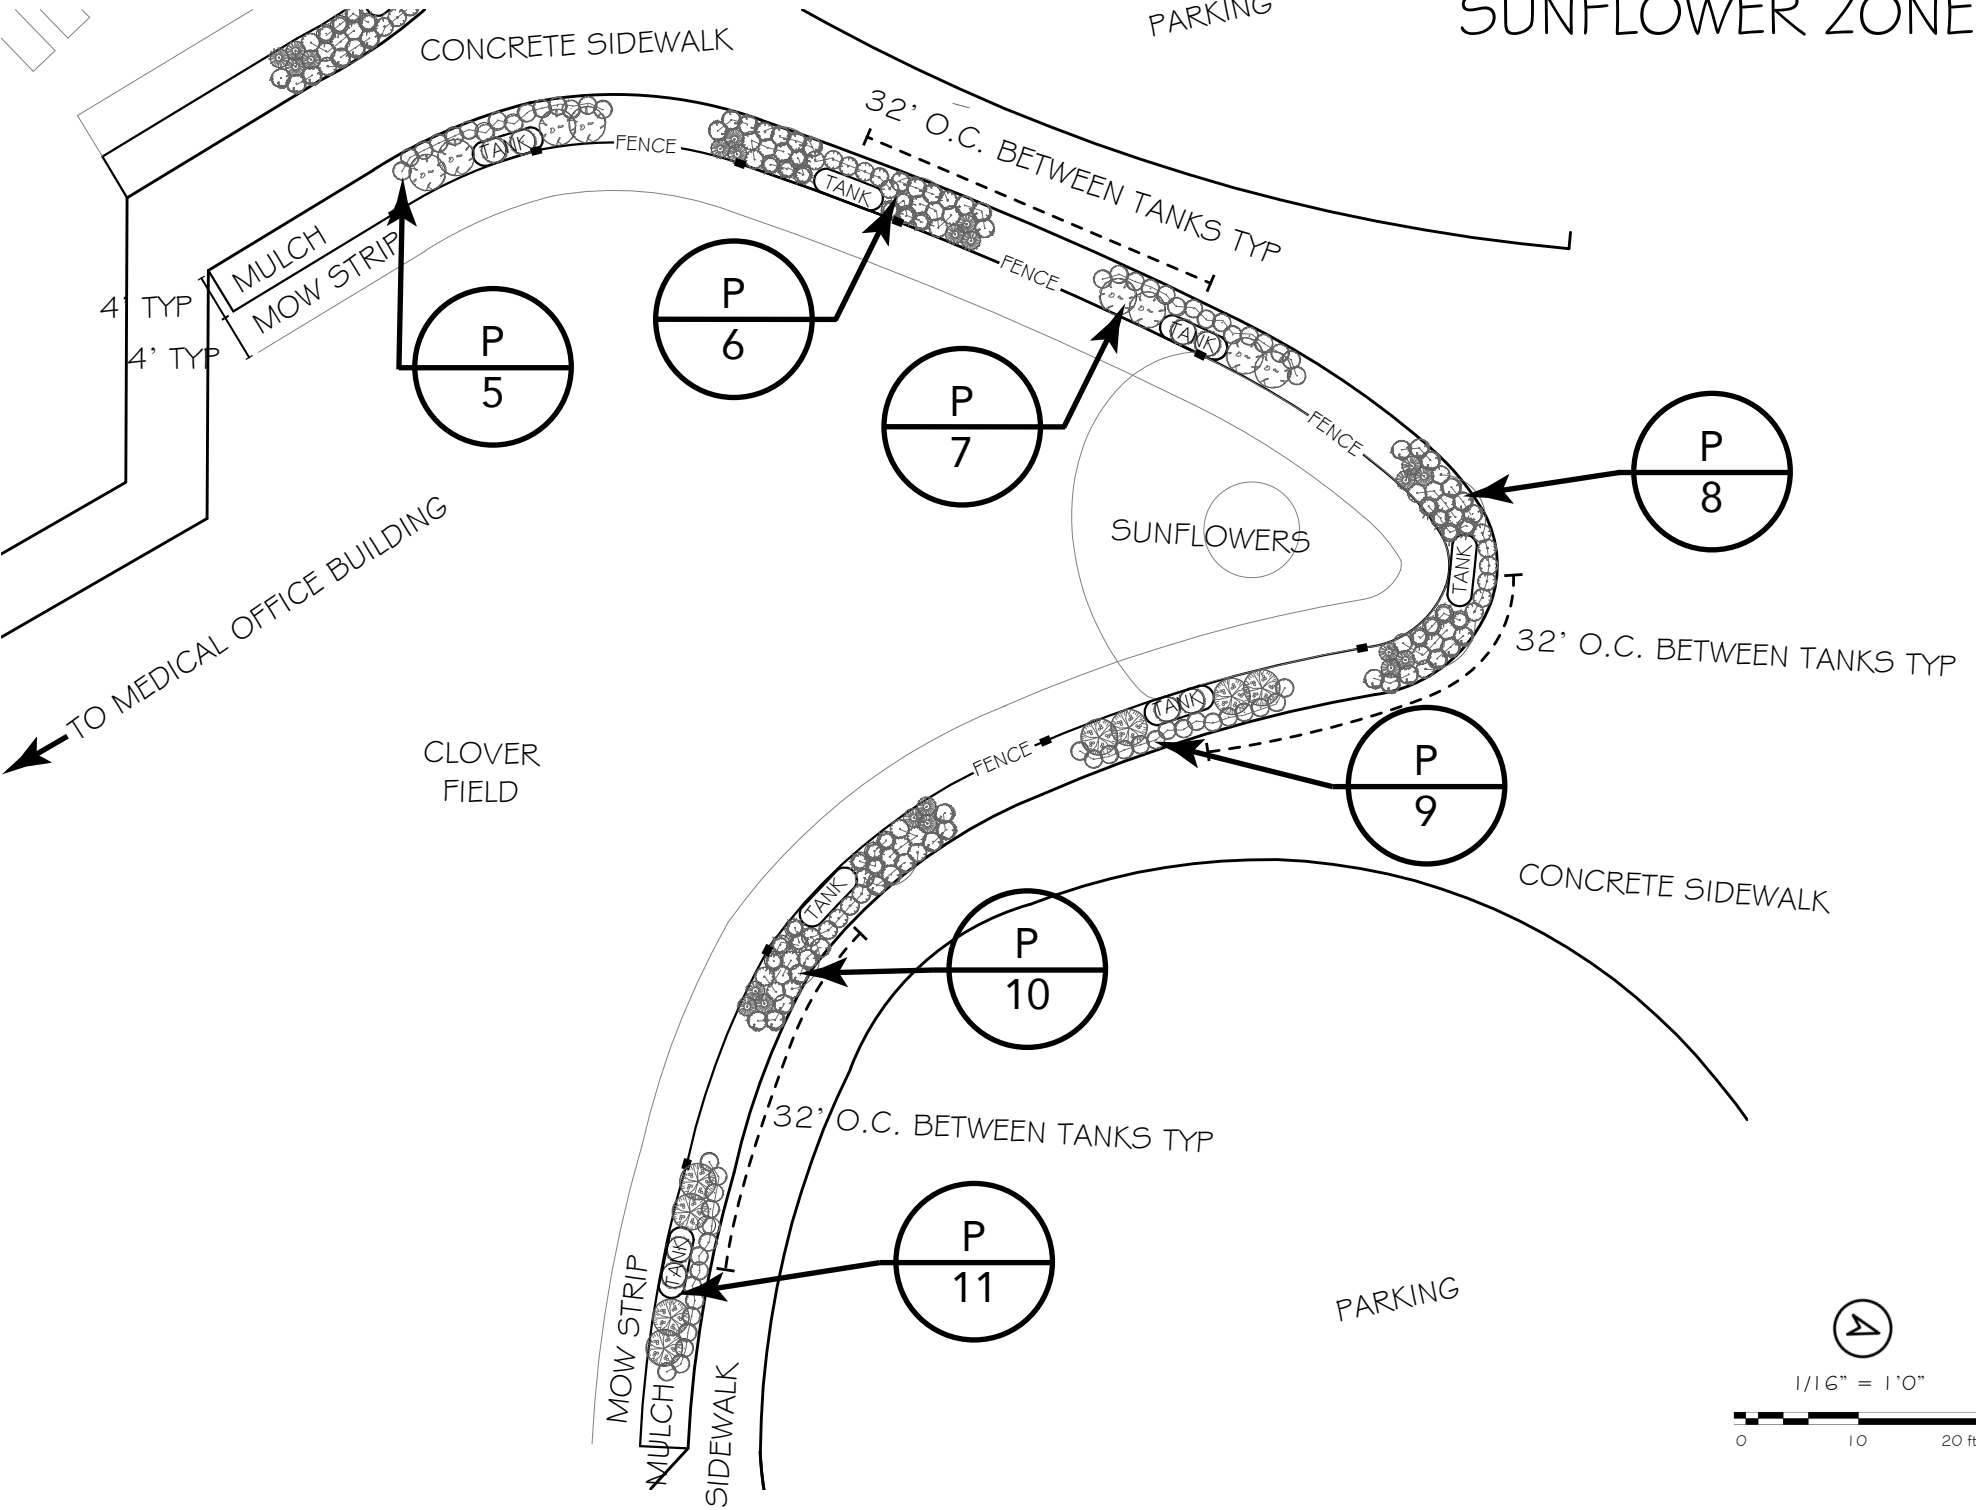 SUNFLOWER ZONE
PARKING
CONCRETE SIDEWALK
32' O.C. BETWEEN TANKS TYP
TANK
FENCE
TANK
MULCH
MOW STRIP
4' TYP
4' TYP
FENCE
P
5
P
6
P
7
TANK
FENCE
P
8
SUNFLOWERS
TANK
TO MEDICAL OFFICE BUILDING
32' O.C. BETWEEN TANKS TYP
TANK
CLOVER
FIELD
FENCE
P
9
TANK
CONCRETE SIDEWALK
P
10
32' O.C. BETWEEN TANKS TYP
TANK
P
11
PARKING
MOW STRIP
MULCH
SIDEWALK
1/16" = 1'0"
0 10 20 ft